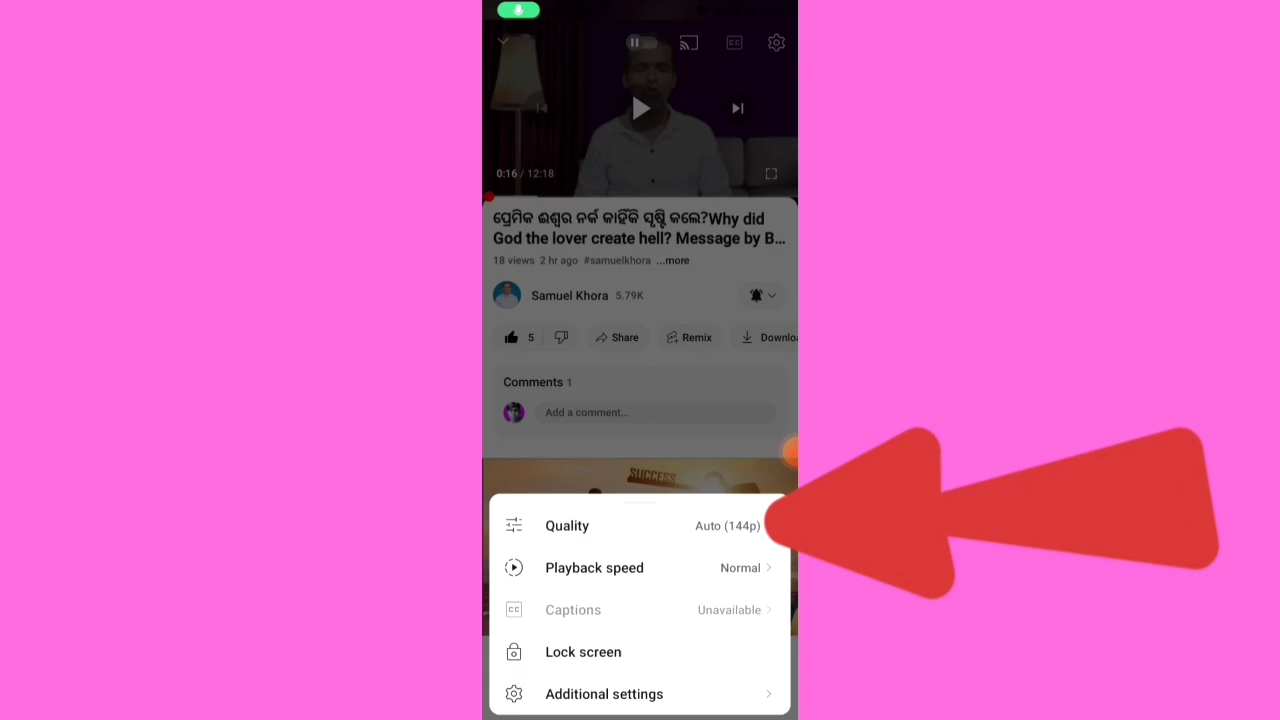 0:16 / 12:18
ପ୍ରେମିକ ଈଶ୍ୱର ନର୍କ କାହିଁକି ସୃଷ୍ଟି କଲେ?Why did
God the lover create hell? Message by B...
18 views 2 hr ago #samuelkhora ...more
Samuel Khora 5.79K
5 Share Remix Downloa
Comments 1
Add a comment...
SUCCESS
Quality Auto (144p)
Playback speed Normal
Captions Unavailable
Lock screen
Additional settings